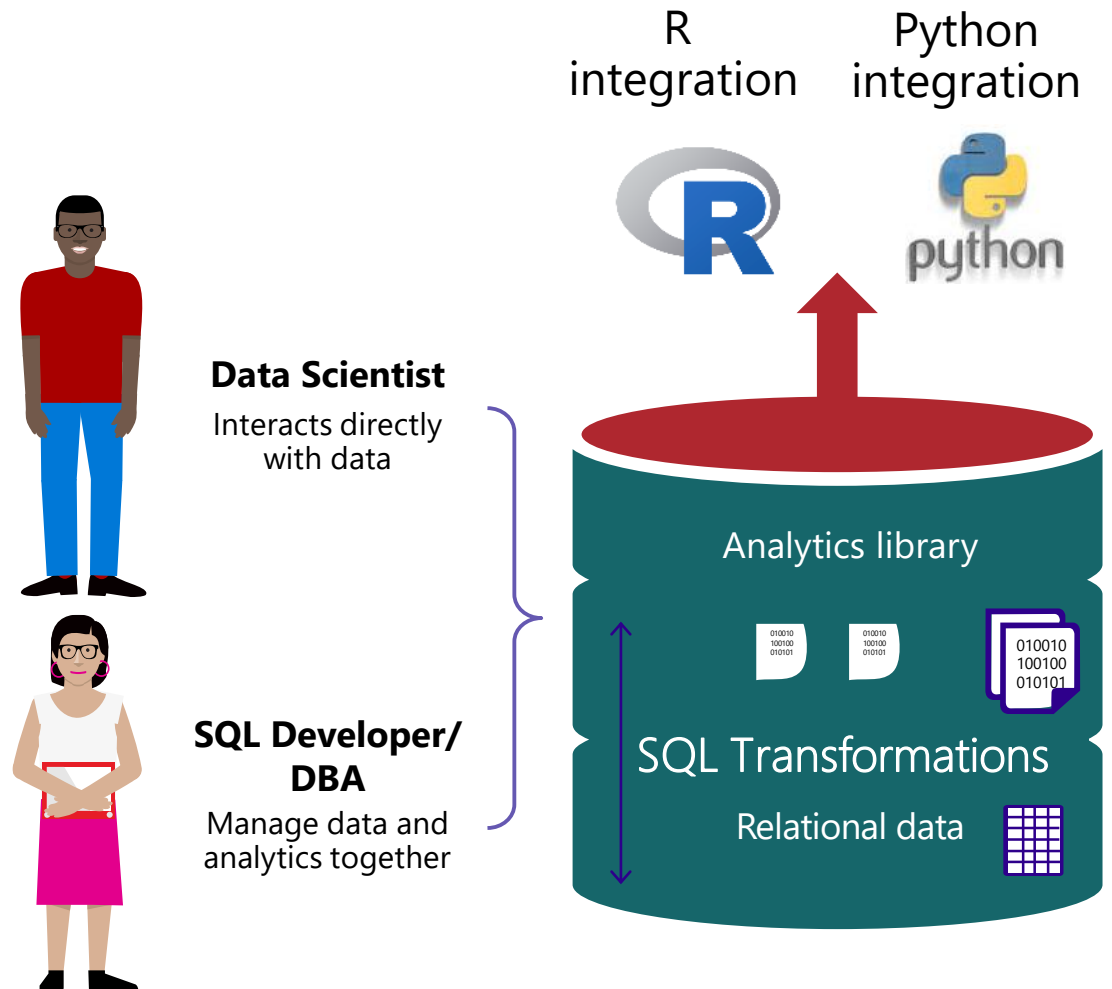 R
integration
Python
integration
R
python
Data Scientist
Interacts directly
with data
SQL Developer/
DBA
Manage data and
analytics together
Analytics library
010010
100100
010101
010010
100100
010101
010010
100100
010101
SQL Transformations
Relational data